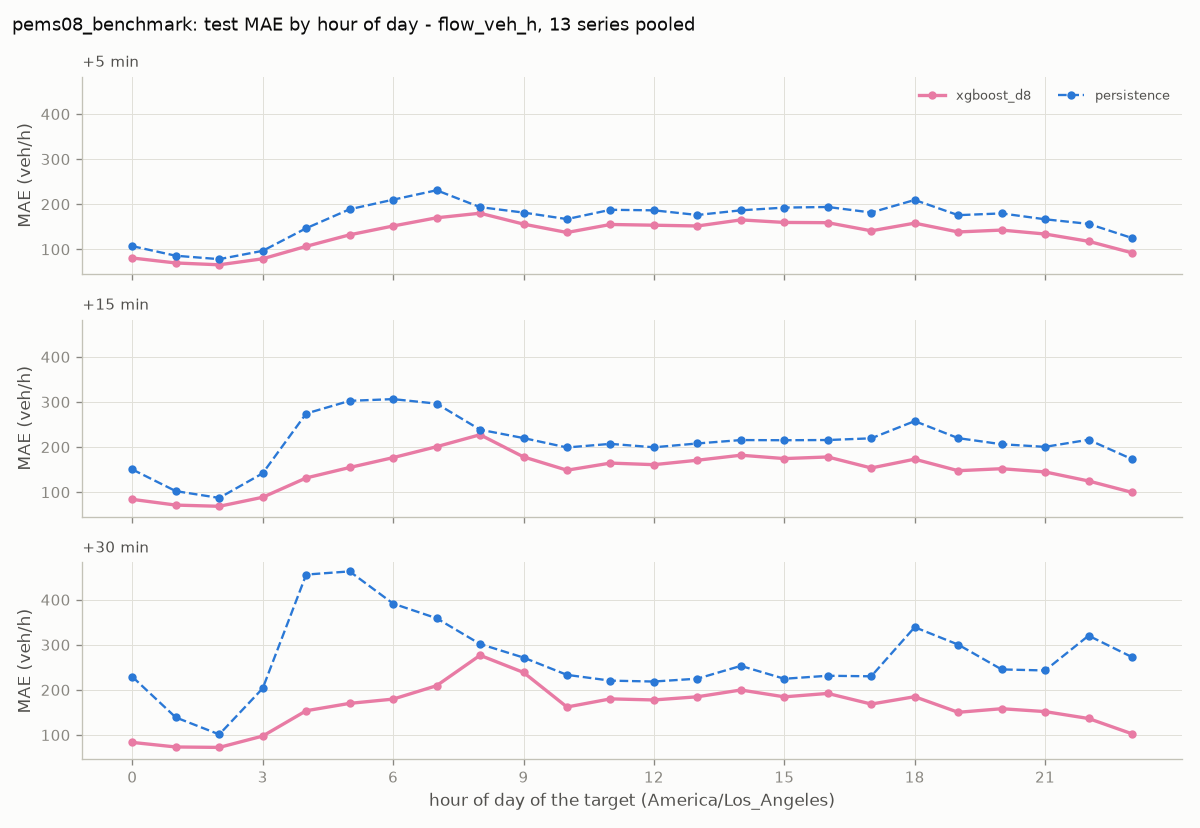 pems08_benchmark: test MAE by hour of day - flow_veh_h, 13 series pooled
+5 min
xgboost_d8 persistence
MAE (veh/h)
400
300
200
100
+15 min
MAE (veh/h)
400
300
200
100
+30 min
MAE (veh/h)
400
300
200
100
0 3 6 9 12 15 18 21
hour of day of the target (America/Los_Angeles)